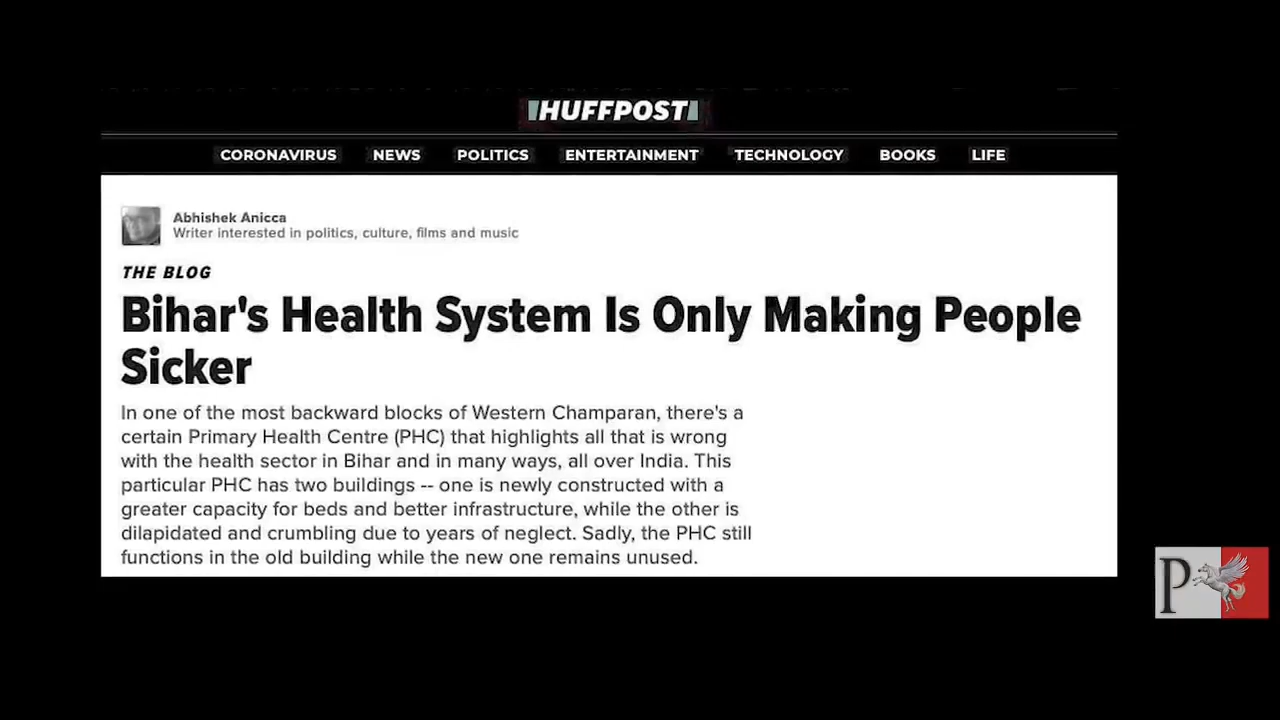 HUFFPOST
CORONAVIRUS NEWS POLITICS ENTERTAINMENT TECHNOLOGY BOOKS LIFE
Abhishek Anicca
Writer interested in politics, culture, films and music
THE BLOG
Bihar's Health System Is Only Making People
Sicker
In one of the most backward blocks of Western Champaran, there's a
certain Primary Health Centre (PHC) that highlights all that is wrong
with the health sector in Bihar and in many ways, all over India. This
particular PHC has two buildings -- one is newly constructed with a
greater capacity for beds and better infrastructure, while the other is
dilapidated and crumbling due to years of neglect. Sadly, the PHC still
functions in the old building while the new one remains unused.
P